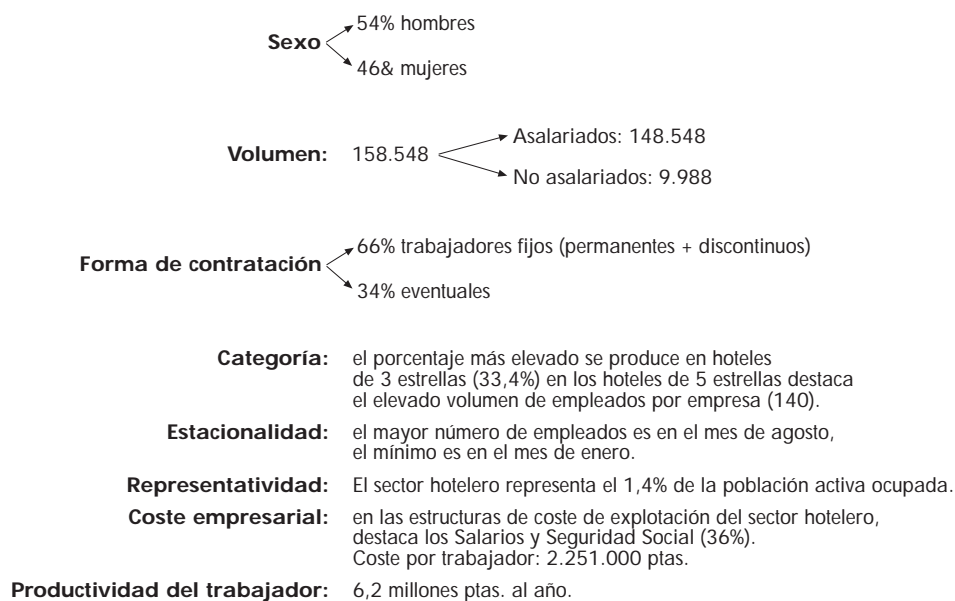 Sexo
54% hombres
46& mujeres
Volumen: 158.548
Asalariados: 148.548
No asalariados: 9.988
Forma de contratación
66% trabajadores fijos (permanentes + discontinuos)
34% eventuales
Categoría: el porcentaje más elevado se produce en hoteles
de 3 estrellas (33,4%) en los hoteles de 5 estrellas destaca
el elevado volumen de empleados por empresa (140).
Estacionalidad: el mayor número de empleados es en el mes de agosto,
el mínimo es en el mes de enero.
Representatividad: El sector hotelero representa el 1,4% de la población activa ocupada.
Coste empresarial: en las estructuras de coste de explotación del sector hotelero,
destaca los Salarios y Seguridad Social (36%).
Coste por trabajador: 2.251.000 ptas.
Productividad del trabajador: 6,2 millones ptas. al año.